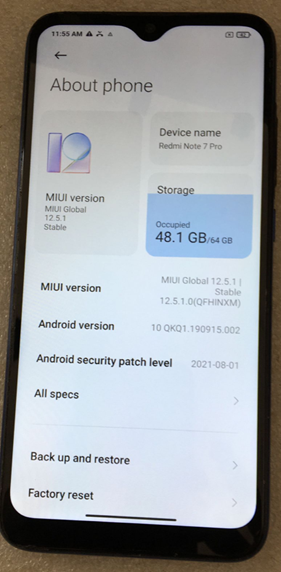 11:55 AM
About phone
12
MIUI version
MIUI Global
12.5.1
Stable
Device name
Redmi Note 7 Pro
Storage
Occupied
48.1 GB/64 GB
MIUI version
MIUI Global 12.5.1 |
Stable
12.5.1.0(QFHINXM)
Android version
10 QKQ1.190915.002
Android security patch level
2021-08-01
All specs
Back up and restore
Factory reset